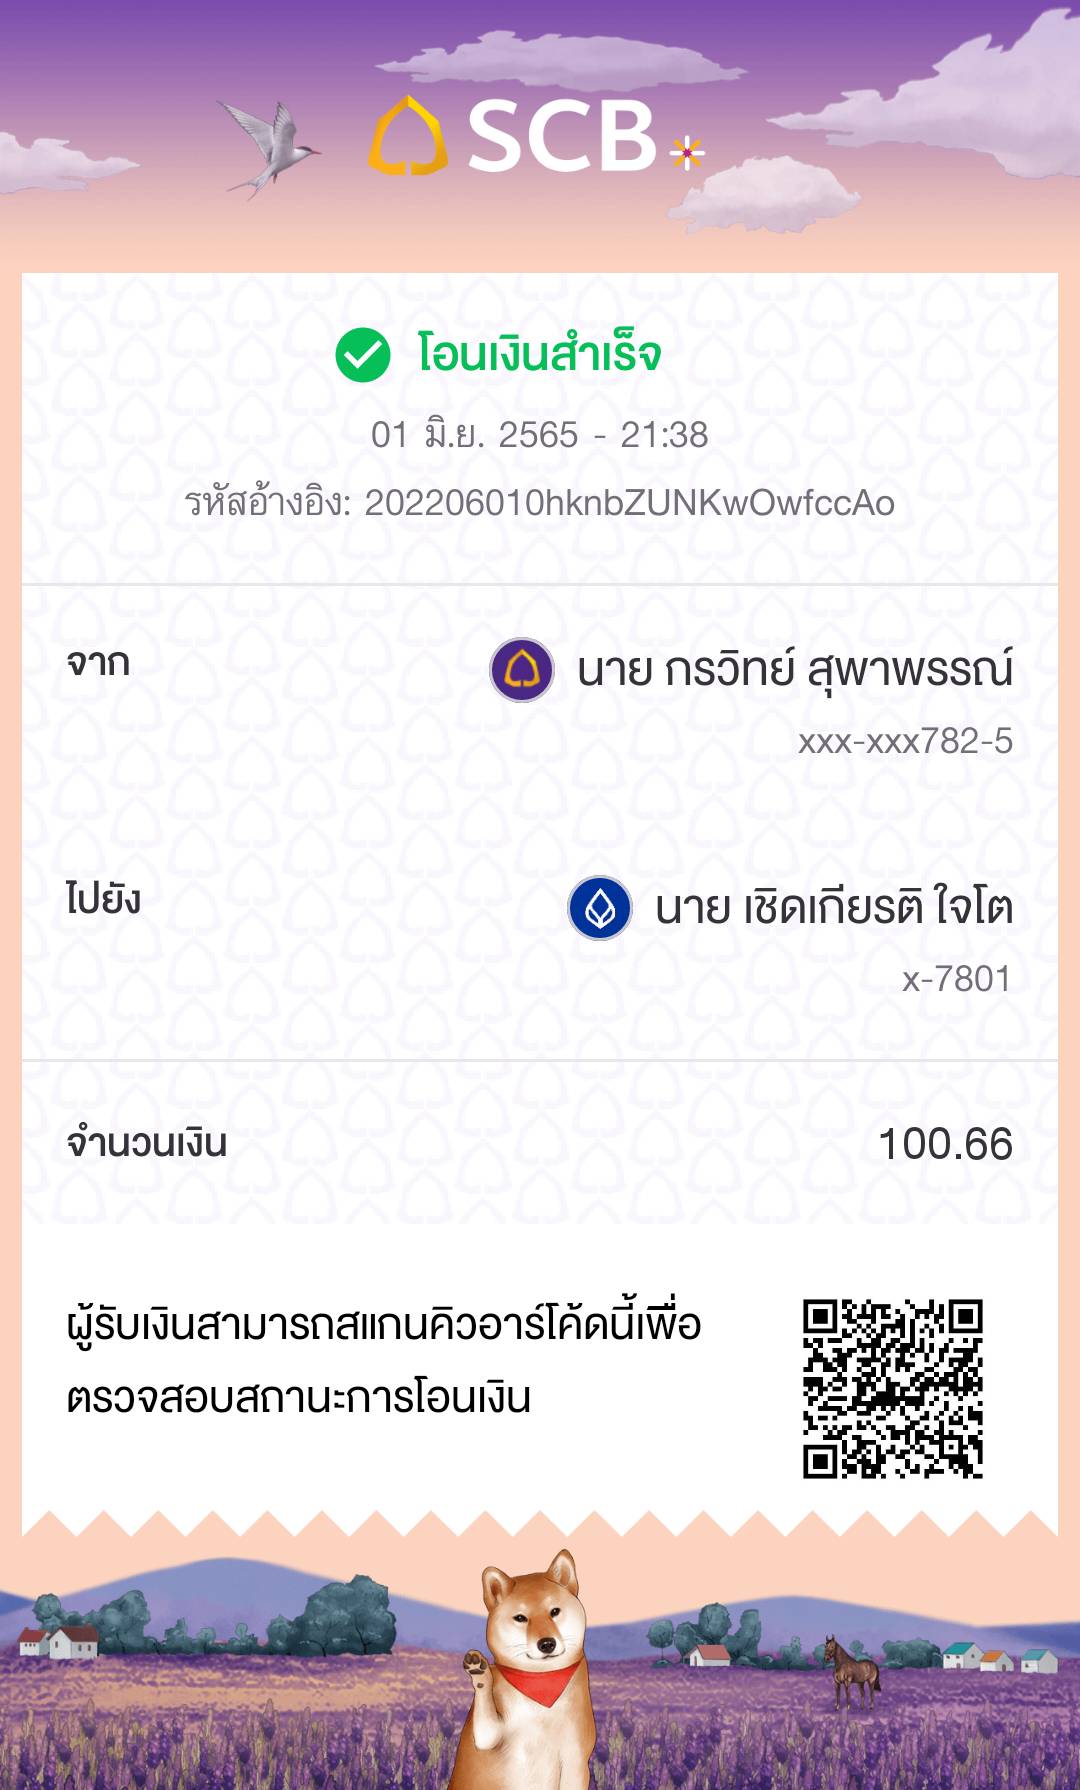 SCB
โอนเงินสำเร็จ
01 มิ.ย. 2565 - 21:38
รหัสอ้างอิง: 202206010hknbZUNKwOwfccAo
จาก
นาย กรวิทย์ สุพาพรรณ์
xxx-xxx782-5
ไปยัง
นาย เชิดเกียรติ ใจโต
x-7801
จำนวนเงิน
100.66
ผู้รับเงินสามารถสแกนคิวอาร์โค้ดนี้เพื่อ
ตรวจสอบสถานะการโอนเงิน